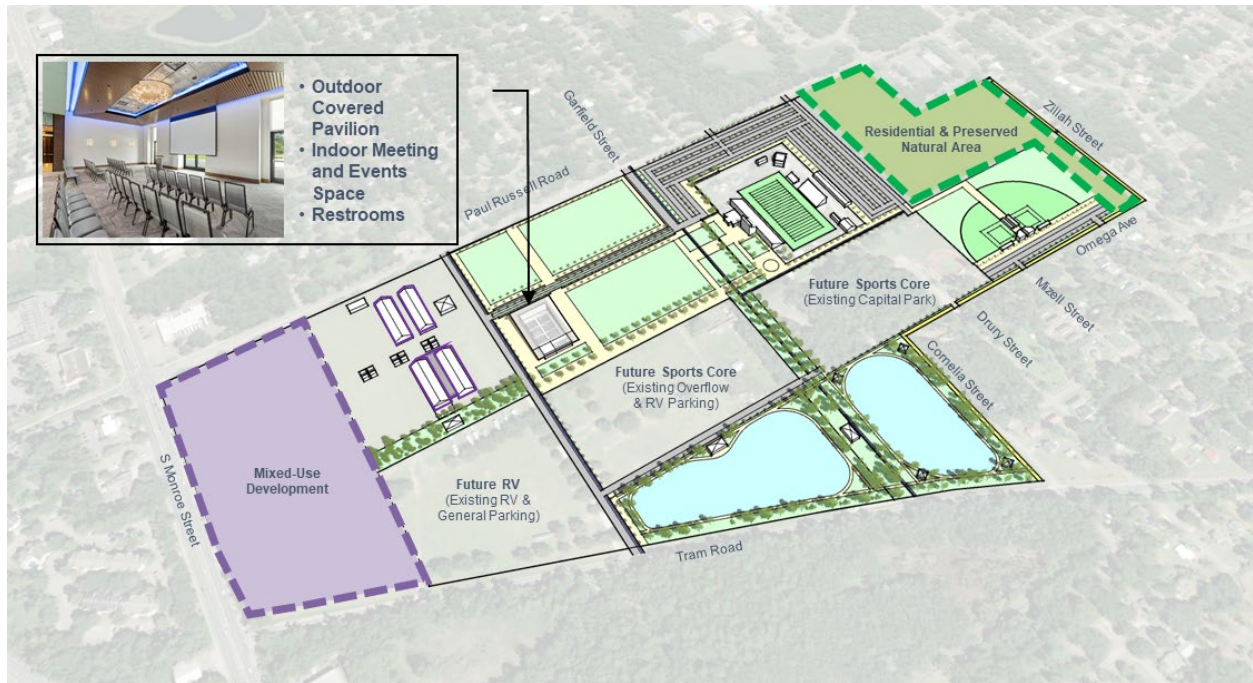 • Outdoor
Covered
Pavilion
• Indoor Meeting
and Events
Space
• Restrooms
Garfield Street
Paul Russell Road
Residential & Preserved
Natural Area
Zillah Street
Omega Ave
Mizell Street
Drury Street
Cornelia Street
Future Sports Core
(Existing Capital Park)
Future Sports Core
(Existing Overflow
& RV Parking)
Mixed-Use
Development
Future RV
(Existing RV &
General Parking)
S Monroe Street
Tram Road